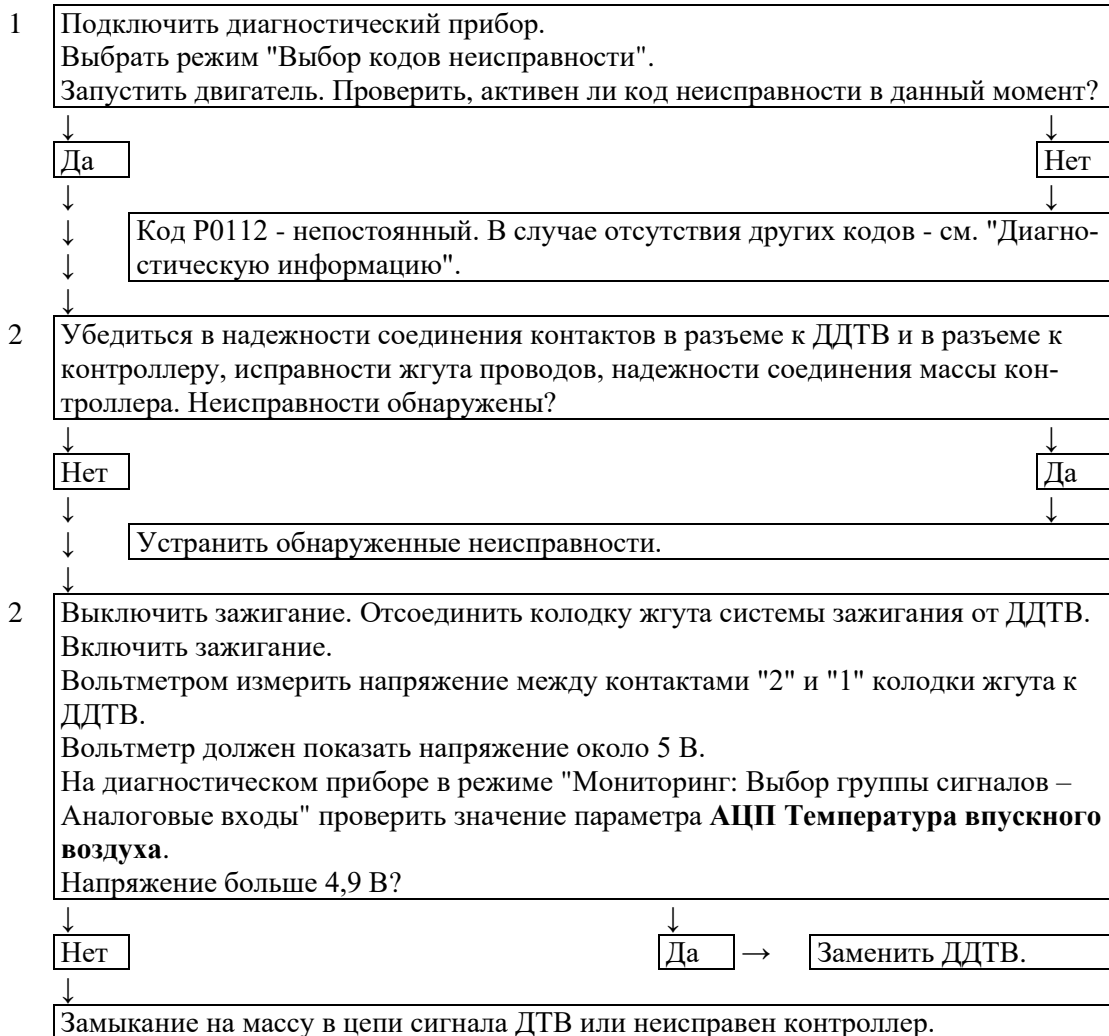 1 Подключить диагностический прибор.
Выбрать режим "Выбор кодов неисправности".
Запустить двигатель. Проверить, активен ли код неисправности в данный момент?
↓ ↓
Да Нет
↓ ↓
↓ Код Р0112 - непостоянный. В случае отсутствия других кодов - см. "Диагно-
↓ стическую информацию".
↓
2 Убедиться в надежности соединения контактов в разъеме к ДДТВ и в разъеме к
контроллеру, исправности жгута проводов, надежности соединения массы кон-
троллера. Неисправности обнаружены?
↓ ↓
Нет Да
↓ ↓
↓ Устранить обнаруженные неисправности.
↓
2 Выключить зажигание. Отсоединить колодку жгута системы зажигания от ДДТВ.
Включить зажигание.
Вольтметром измерить напряжение между контактами "2" и "1" колодки жгута к
ДДТВ.
Вольтметр должен показать напряжение около 5 В.
На диагностическом приборе в режиме "Мониторинг: Выбор группы сигналов –
Аналоговые входы" проверить значение параметра АЦП Температура впускного
воздуха.
Напряжение больше 4,9 В?
↓ ↓
Нет Да → Заменить ДДТВ.
↓
Замыкание на массу в цепи сигнала ДТВ или неисправен контроллер.